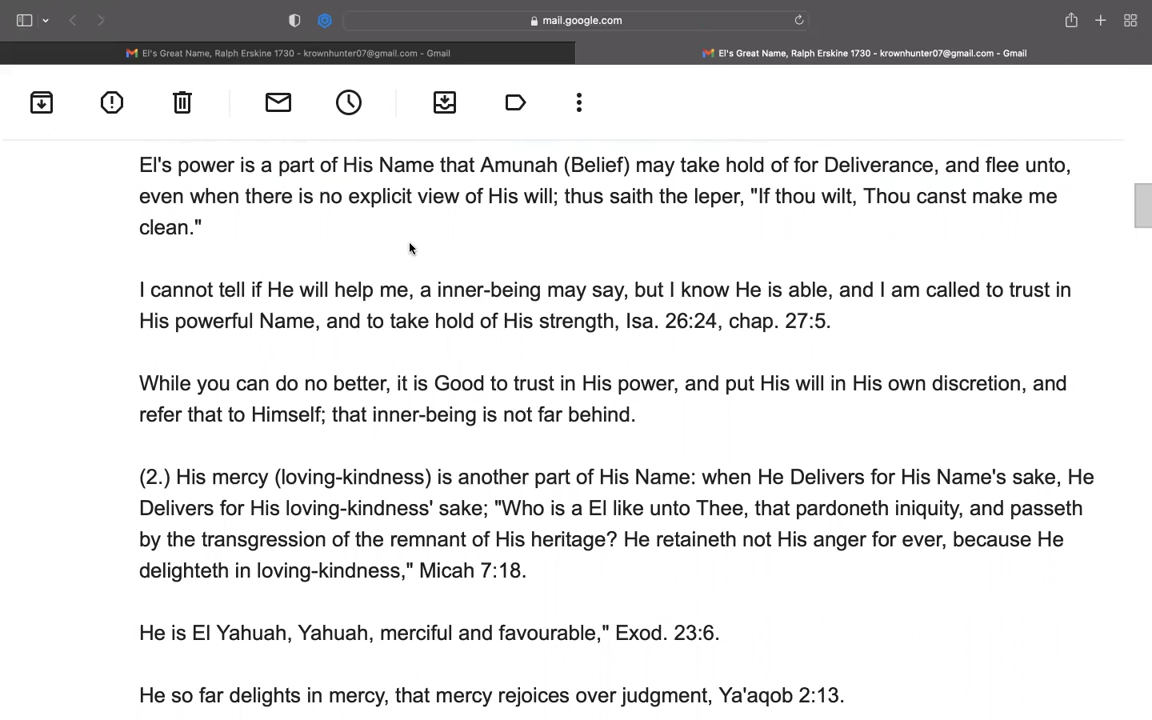 mail.google.com
El's Great Name, Ralph Erskine 1730 - krownhunter07@gmail.com - Gmail
El's Great Name, Ralph Erskine 1730 - krownhunter07@gmail.com - Gmail
El's power is a part of His Name that Amunah (Belief) may take hold of for Deliverance, and flee unto,
even when there is no explicit view of His will; thus saith the leper, "If thou wilt, Thou canst make me
clean."
I cannot tell if He will help me, a inner-being may say, but I know He is able, and I am called to trust in
His powerful Name, and to take hold of His strength, Isa. 26:24, chap. 27:5.
While you can do no better, it is Good to trust in His power, and put His will in His own discretion, and
refer that to Himself; that inner-being is not far behind.
(2.) His mercy (loving-kindness) is another part of His Name: when He Delivers for His Name's sake, He
Delivers for His loving-kindness' sake; "Who is a El like unto Thee, that pardoneth iniquity, and passeth
by the transgression of the remnant of His heritage? He retaineth not His anger for ever, because He
delighteth in loving-kindness," Micah 7:18.
He is El Yahuah, Yahuah, merciful and favourable," Exod. 23:6.
He so far delights in mercy, that mercy rejoices over judgment, Ya'aqob 2:13.